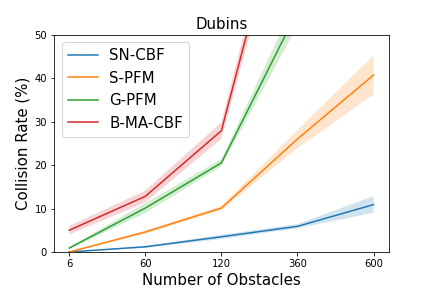 Dubins
Collision Rate (%)
50
40
30
20
10
0
SN-CBF
S-PFM
G-PFM
B-MA-CBF
6 60 120 360 600
Number of Obstacles